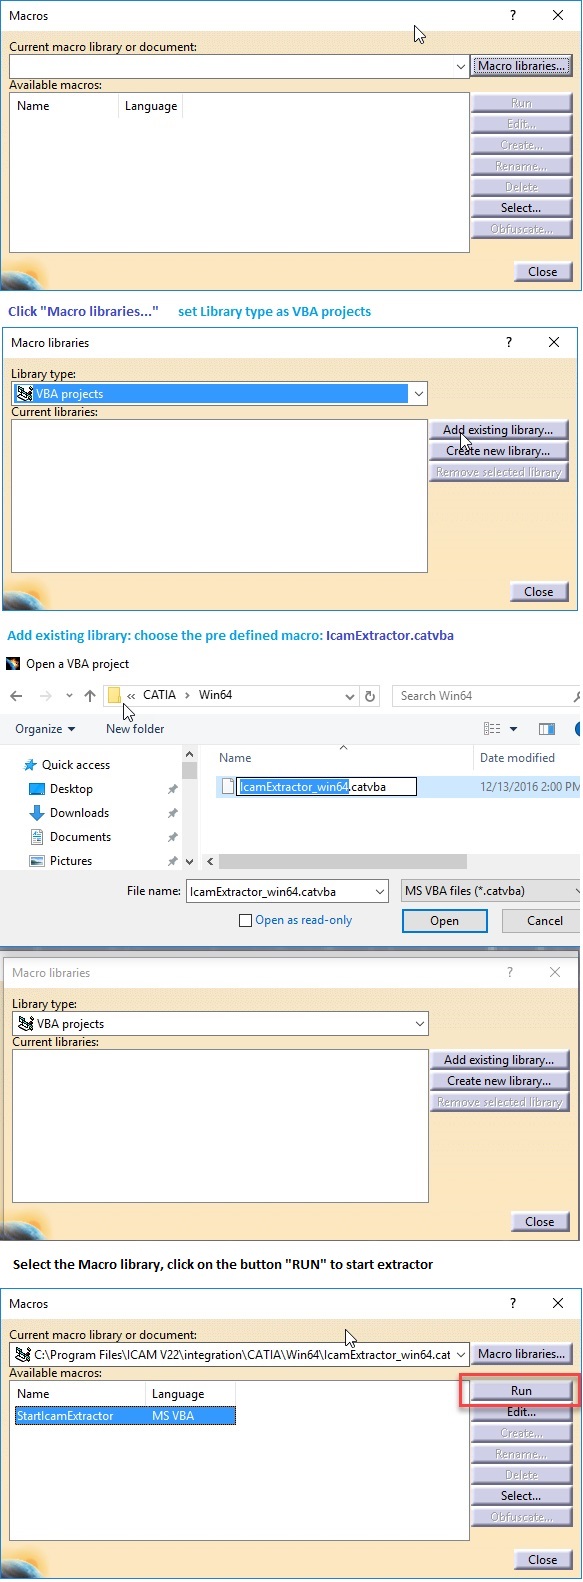 Macros ? ×
Current macro library or document:
Macro libraries...
Available macros:
Name Language
Run
Edit...
Create...
Rename...
Delete
Select...
Obfuscate...
Close
Click "Macro libraries..." set Library type as VBA projects
Macro libraries ? ×
Library type:
VBA projects
Current libraries:
Add existing library...
Create new library...
Remove selected library
Close
Add existing library: choose the pre defined macro: IcamExtractor.catvba
Open a VBA project
« CATIA > Win64
Search Win64
Organize New folder
Quick access
Desktop
Downloads
Documents
Pictures
Name Date modified
IcamExtractor_win64.catvba 12/13/2016 2:00 PM
File name: IcamExtractor_win64.catvba MS VBA files (*.catvba)
Open as read-only Open Cancel
Macro libraries ? ×
Library type:
VBA projects
Current libraries:
Add existing library...
Create new library...
Remove selected library
Close
Select the Macro library, click on the button "RUN" to start extractor
Macros ? ×
Current macro library or document:
C:\Program Files\ICAM V22\integration\CATIA\Win64\IcamExtractor_win64.cat
Macro libraries...
Available macros:
Name Language
StartIcamExtractor MS VBA
Run
Edit...
Create...
Rename...
Delete
Select...
Obfuscate...
Close